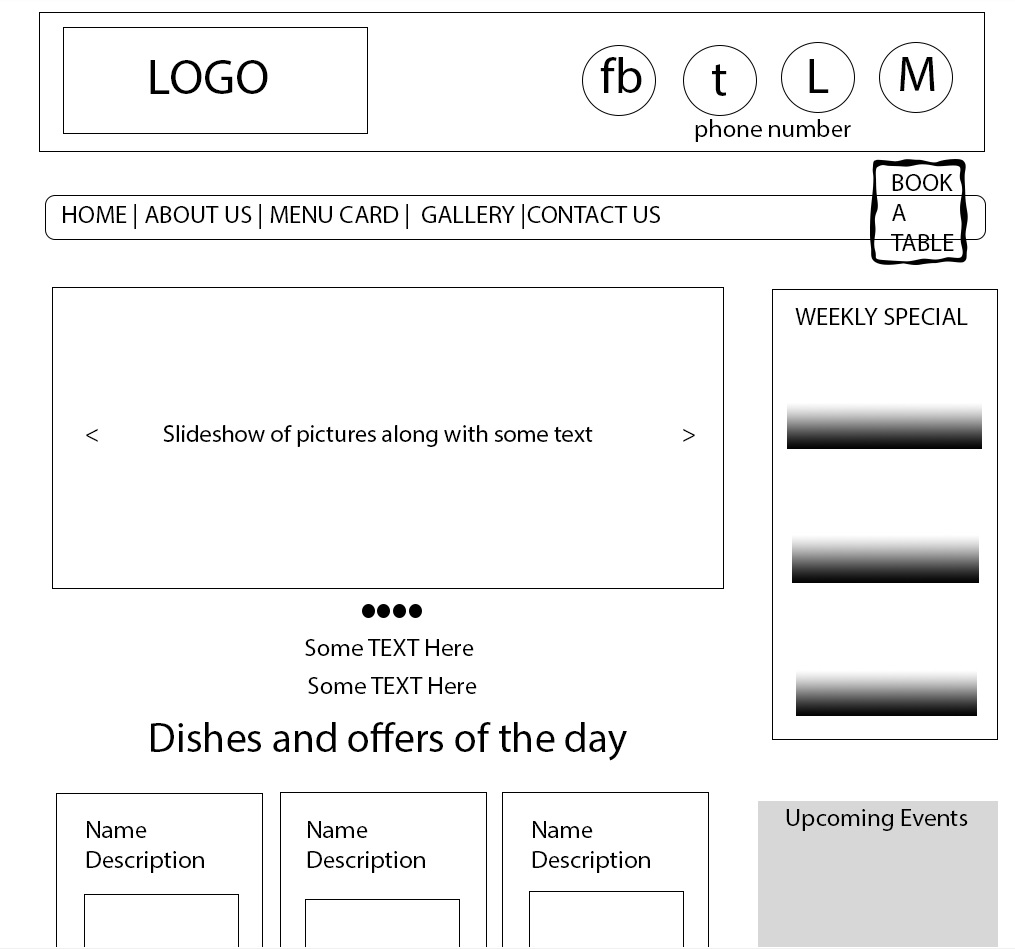 LOGO
fb t L M
phone number
BOOK
A
TABLE
HOME | ABOUT US | MENU CARD | GALLERY |CONTACT US
WEEKLY SPECIAL
< Slideshow of pictures along with some text >
Some TEXT Here
Some TEXT Here
Dishes and offers of the day
Name
Description
Name
Description
Name
Description
Upcoming Events